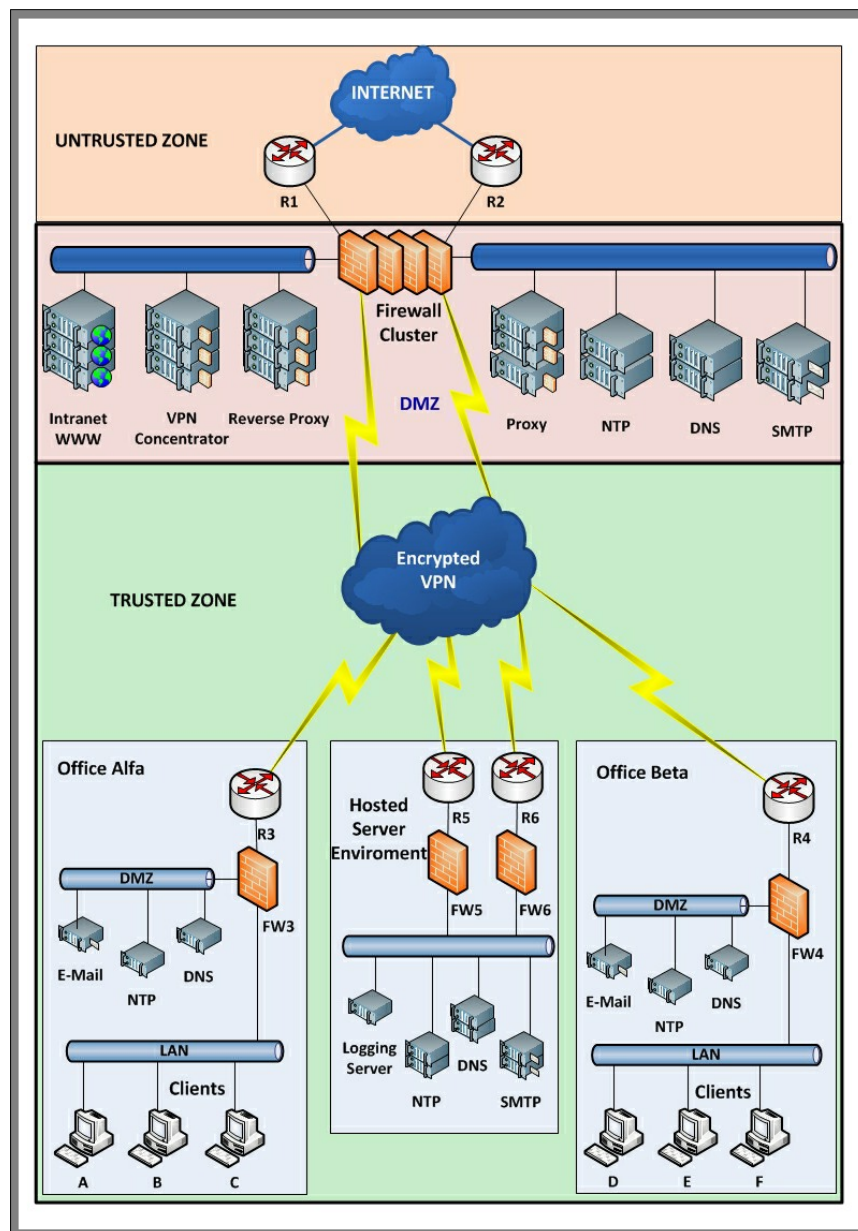 INTERNET
UNTRUSTED ZONE
R1
R2
Firewall
Cluster
DMZ
Intranet
WWW
VPN
Concentrator
Reverse Proxy
Proxy
NTP
DNS
SMTP
Encrypted
VPN
TRUSTED ZONE
Office Alfa
R3
DMZ
FW3
E-Mail
NTP
DNS
LAN
Clients
A
B
C
Hosted
Server
Enviroment
R5
R6
FW5
FW6
Logging
Server
NTP
DNS
SMTP
Office Beta
R4
DMZ
FW4
E-Mail
NTP
DNS
LAN
Clients
D
E
F